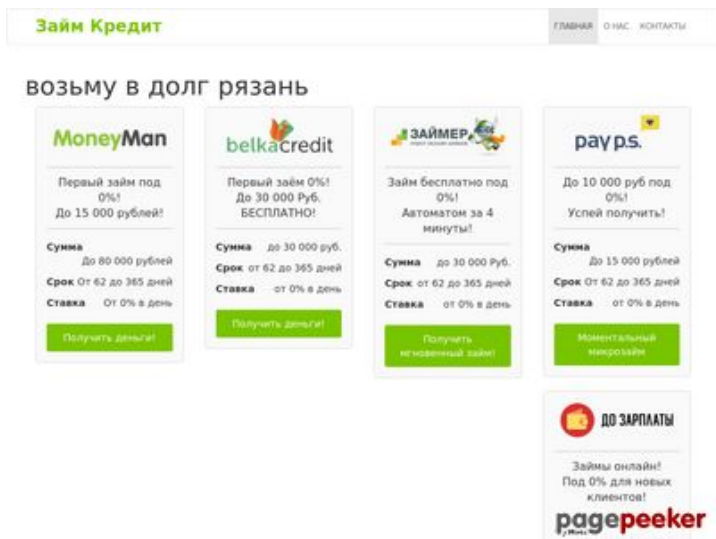 Займ Кредит
ГЛАВНАЯ О НАС. КОНТАКТЫ
возьму в долг рязань
MoneyMan
Первый займ под
0%!
До 15 000 рублей!
Сумма
До 80 000 рублей
Срок От 62 до 365 дней
Ставка От 0% в день
Получить деньги!
belkacredit
Первый заём 0%!
До 30 000 Руб.
БЕСПЛАТНО!
Сумма до 30 000 руб.
Срок от 62 до 365 дней
Ставка от 0% в день
Получить деньги!
ЗАЙМЕР
Займ бесплатно под
0%!
Автоматом за 4
минуты!
Сумма до 30 000 Руб.
Срок от 62 до 365 дней
Ставка от 0% в день
Получить
мгновенный займ!
pay p.s.
До 10 000 руб под
0%!
Успей получить!
Сумма
До 15 000 рублей
Срок От 62 до 365 дней
Ставка от 0% в день
Моментальный
микрозайм
ДО ЗАРПЛАТЫ
Займы онлайн!
Под 0% для новых
клиентов!
pagepeeker